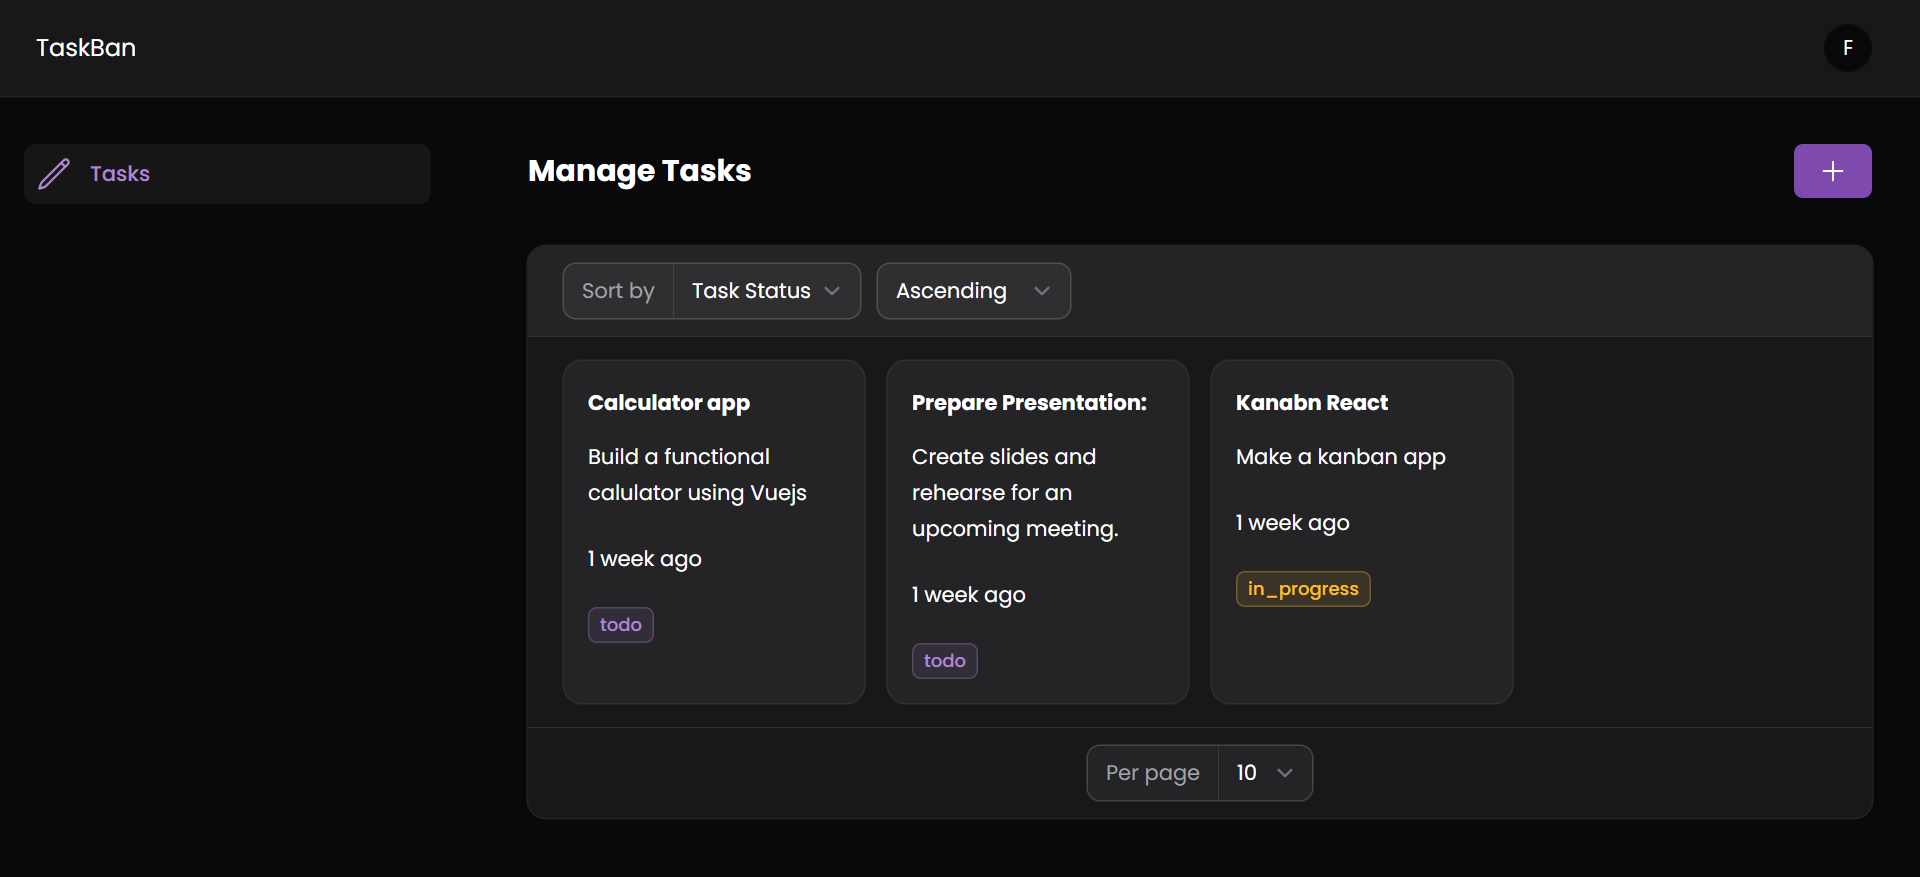 TaskBan
F
Tasks
Manage Tasks
Sort by Task Status Ascending
Calculator app
Build a functional
calulator using Vuejs
1 week ago
todo
Prepare Presentation:
Create slides and
rehearse for an
upcoming meeting.
1 week ago
todo
Kanabn React
Make a kanban app
1 week ago
in_progress
Per page 10